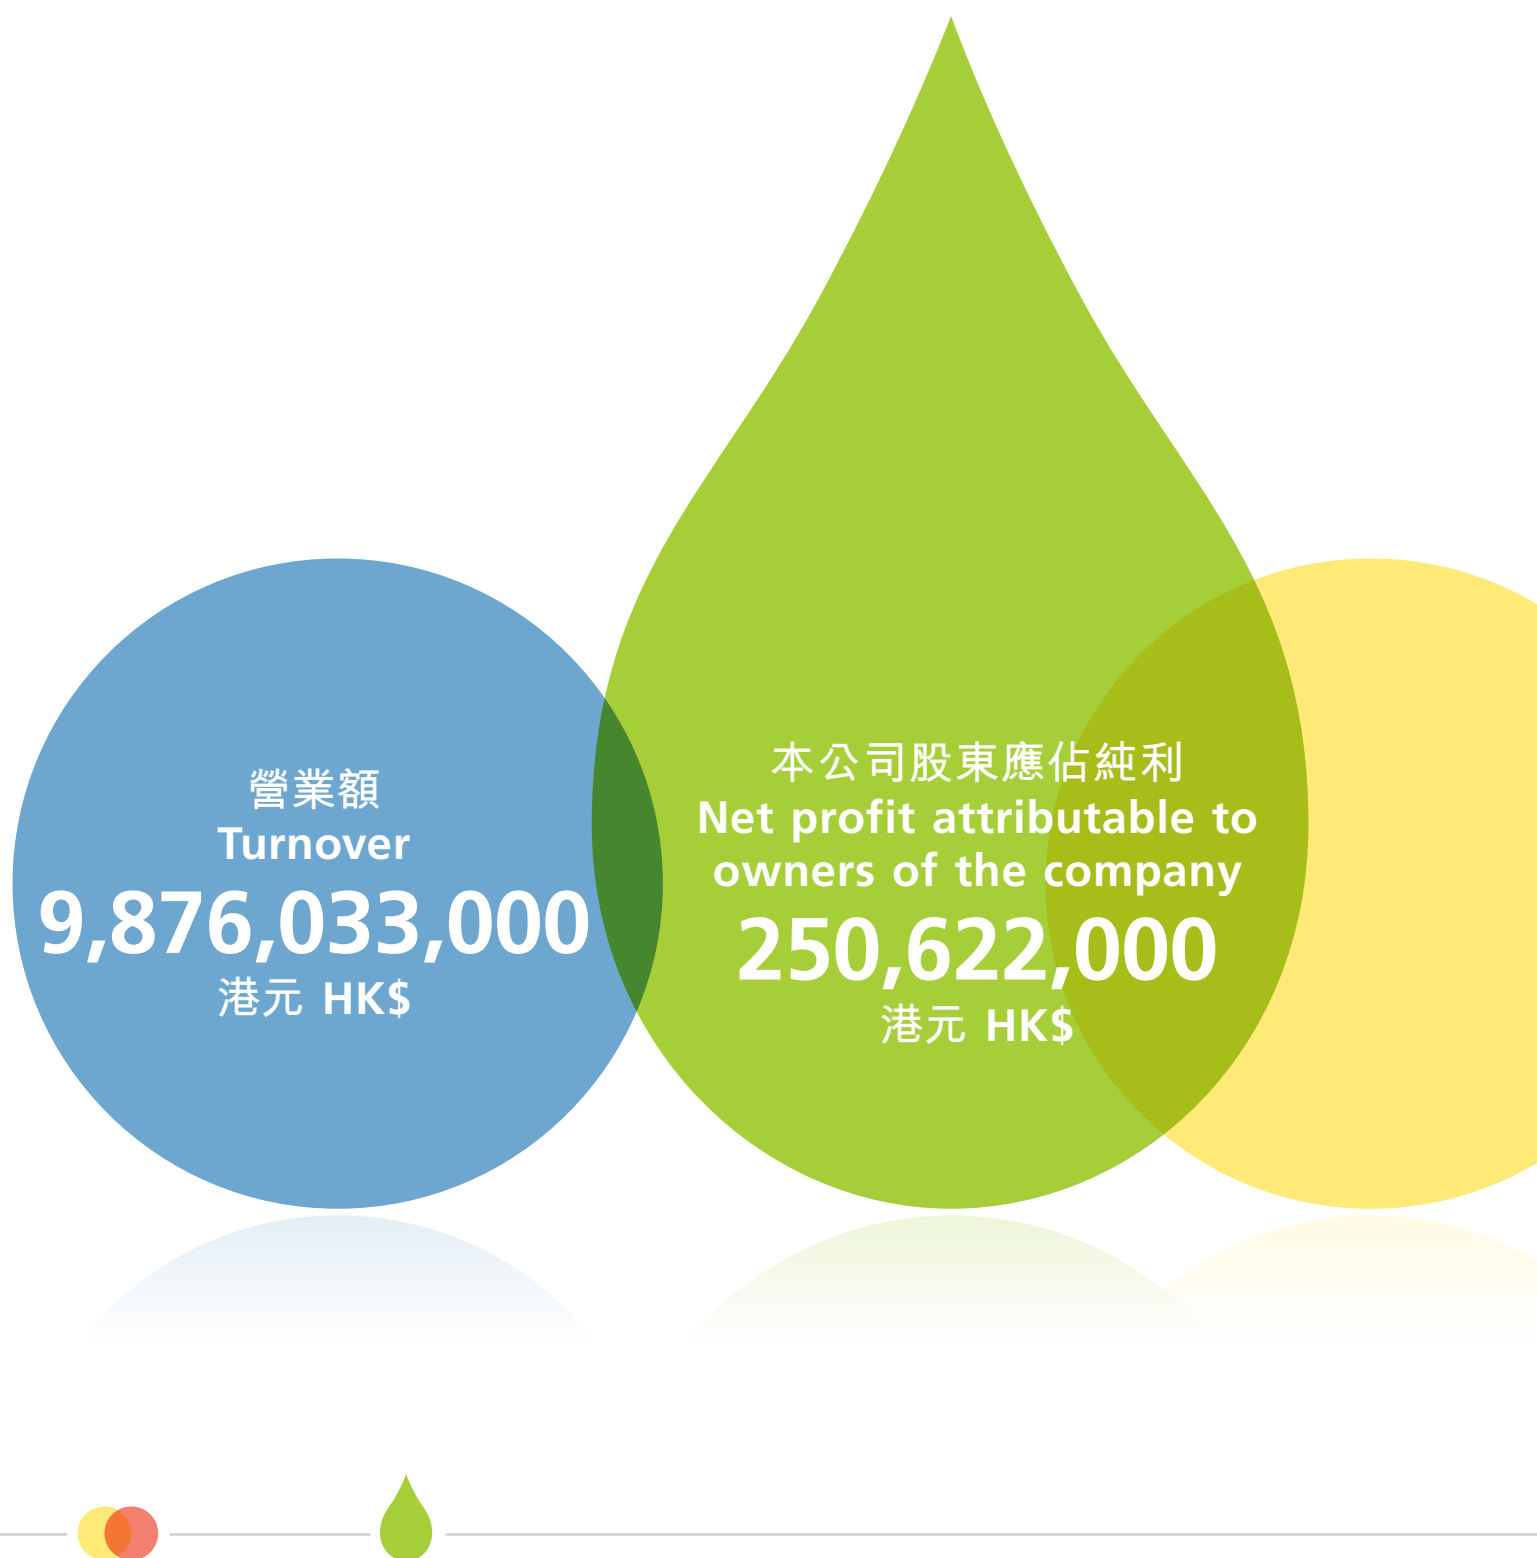 營業額
Turnover
9,876,033,000
港元 HK$
本公司股東應佔純利
Net profit attributable to
owners of the company
250,622,000
港元 HK$